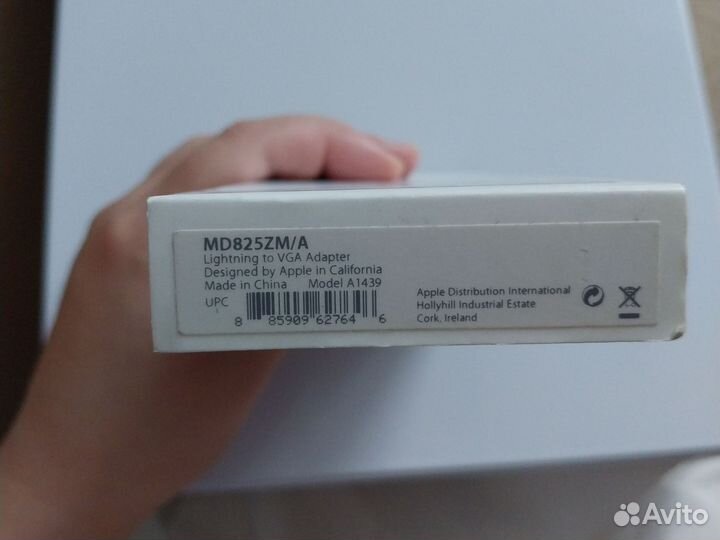 MD825ZM/A
Lightning to VGA Adapter
Designed by Apple in California
Made in China Model A1439
UPC
8 85909 62764 6
Apple Distribution International
Hollyhill Industrial Estate
Cork, Ireland
Avito